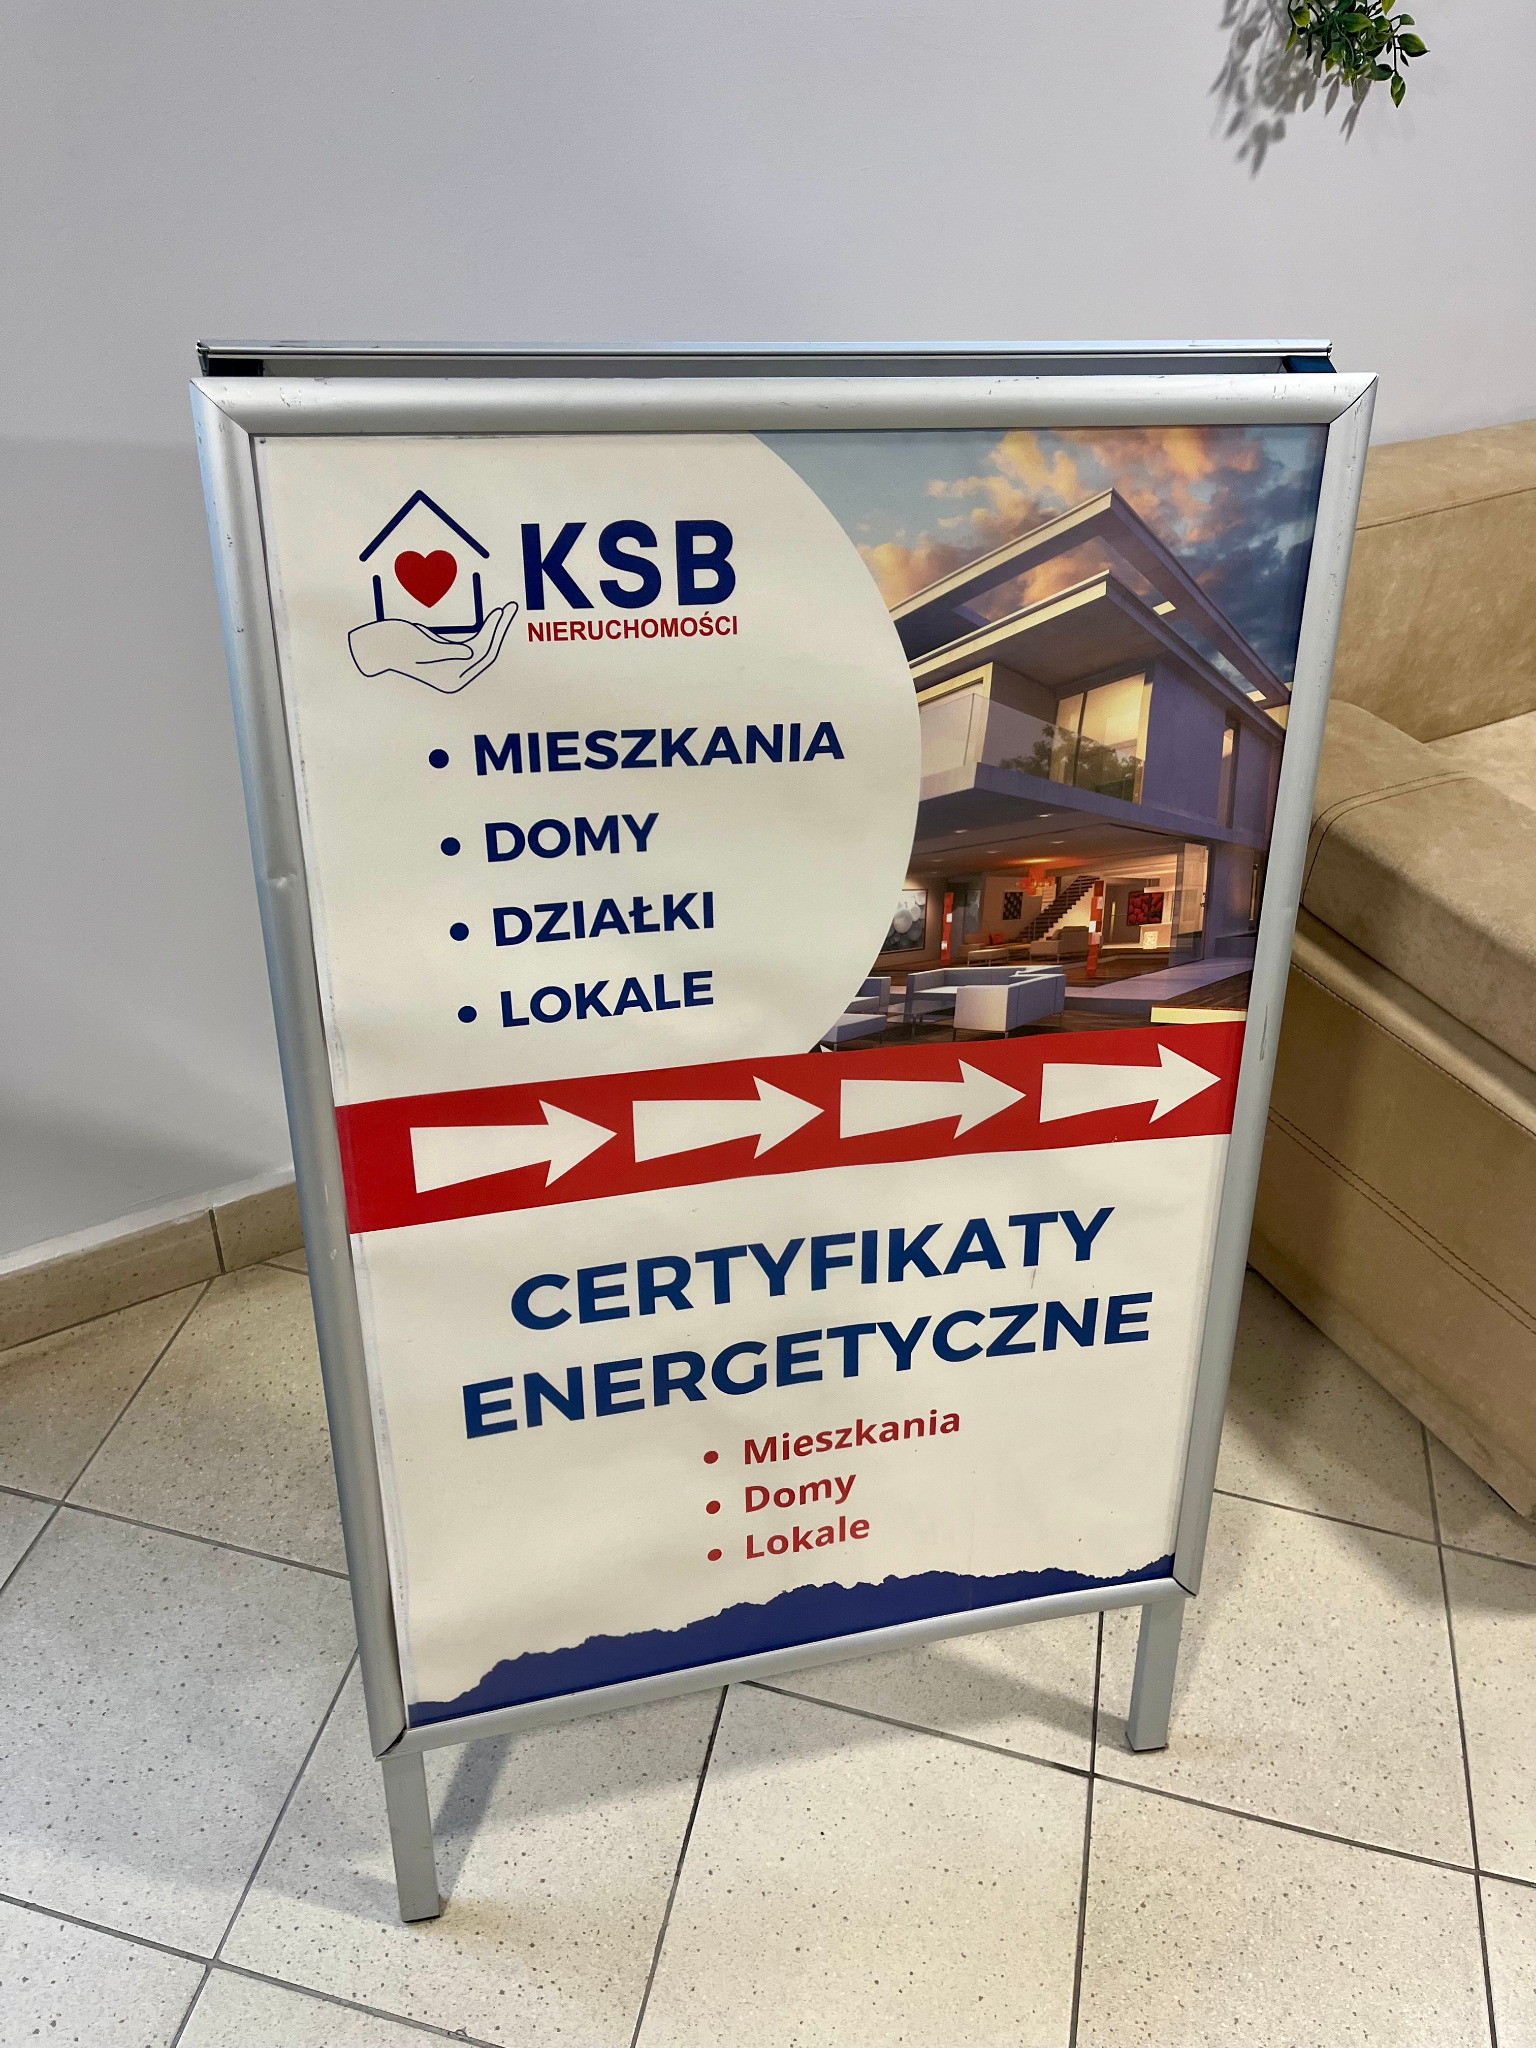 KSB
NIERUCHOMOŚCI
• MIESZKANIA
• DOMY
• DZIAŁKI
• LOKALE
CERTYFIKATY
ENERGETYCZNE
• Mieszkania
• Domy
• Lokale